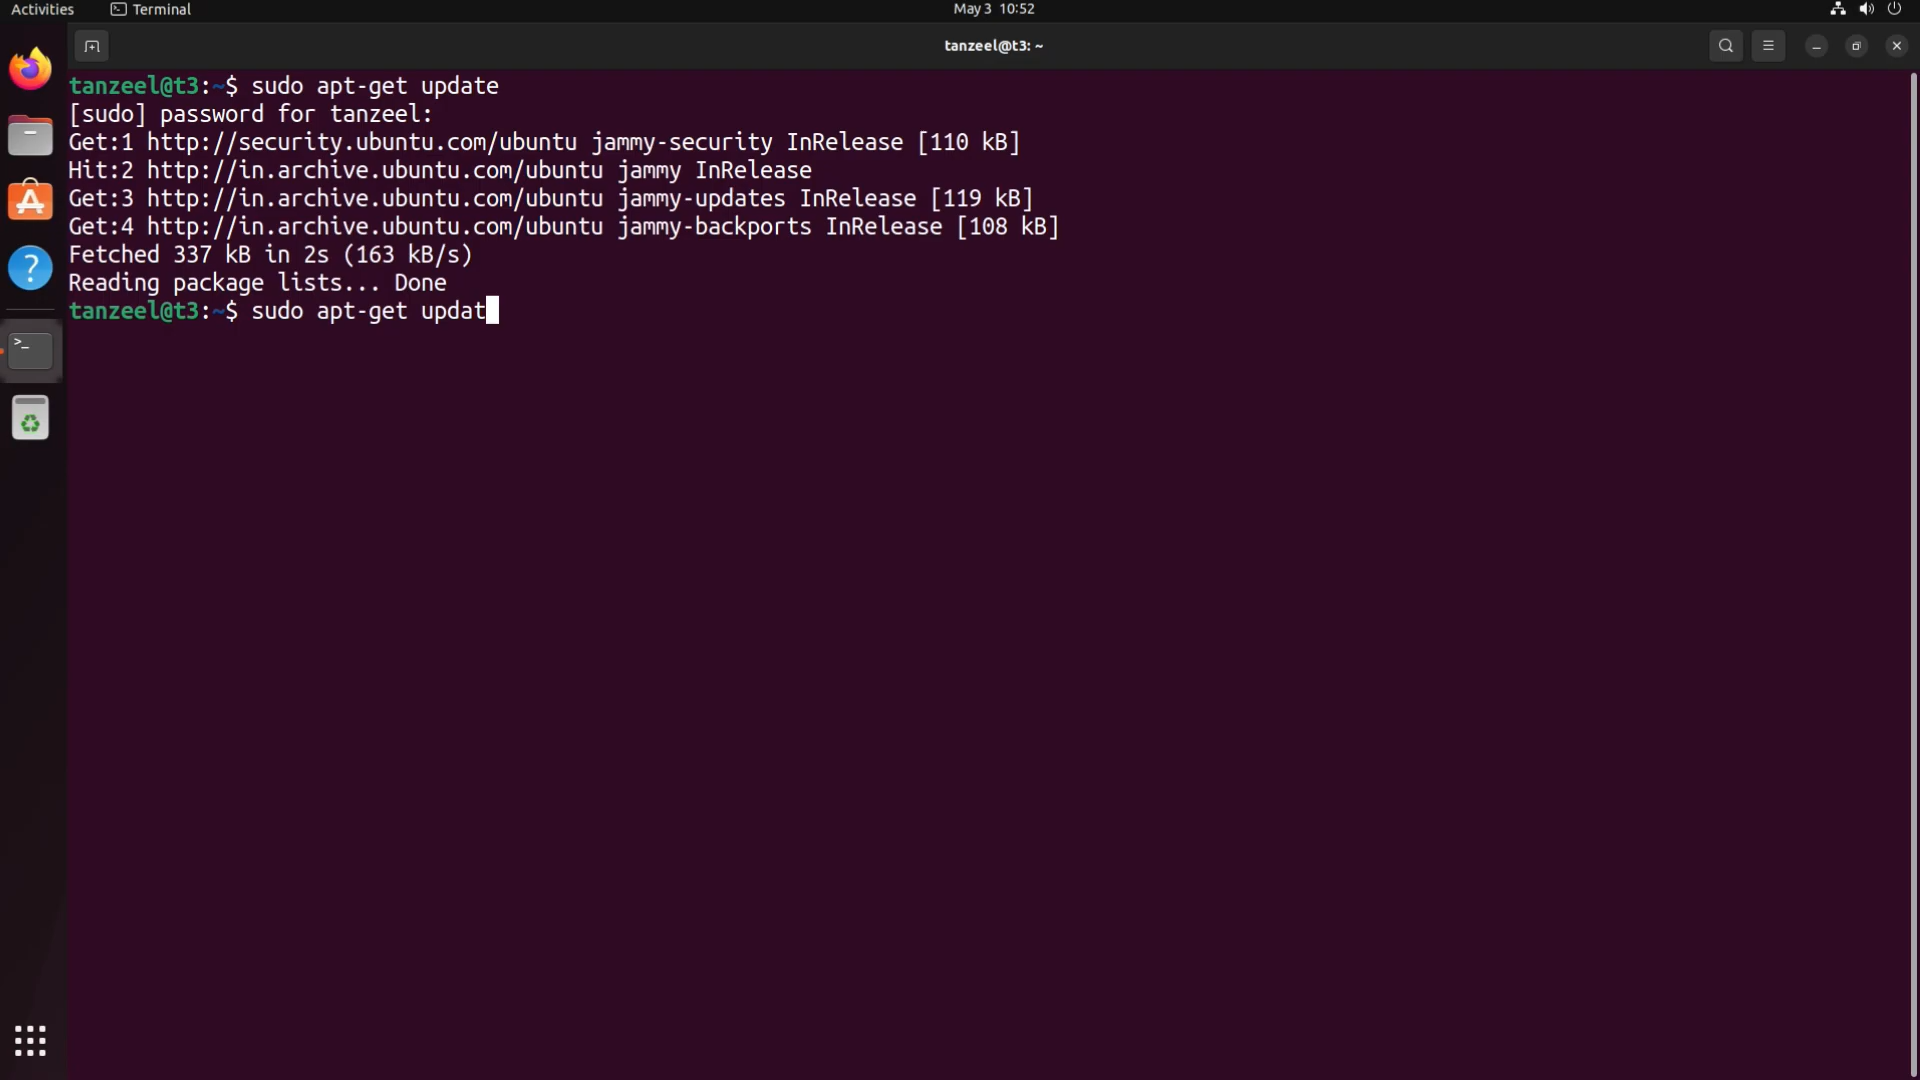 Activities
Terminal
May 3 10:52
tanzeel@t3: ~
tanzeel@t3:~$ sudo apt-get update
[sudo] password for tanzeel:
Get:1 http://security.ubuntu.com/ubuntu jammy-security InRelease [110 kB]
Hit:2 http://in.archive.ubuntu.com/ubuntu jammy InRelease
Get:3 http://in.archive.ubuntu.com/ubuntu jammy-updates InRelease [119 kB]
Get:4 http://in.archive.ubuntu.com/ubuntu jammy-backports InRelease [108 kB]
Fetched 337 kB in 2s (163 kB/s)
Reading package lists... Done
tanzeel@t3:~$ sudo apt-get updat